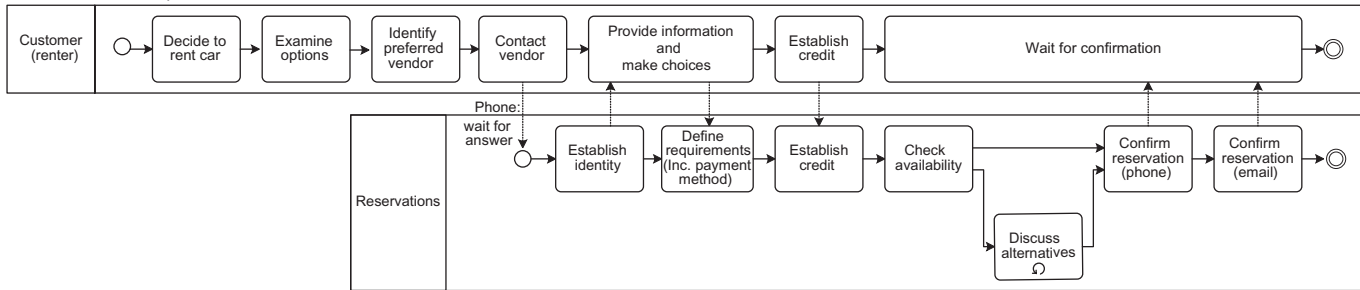 Customer
(renter)
Decide to
rent car
Examine
options
Identify
preferred
vendor
Contact
vendor
Provide information
and
make choices
Establish
credit
Wait for confirmation
Phone:
wait for
answer
Reservations
Establish
identity
Define
requirements
(Inc. payment
method)
Establish
credit
Check
availability
Discuss
alternatives
Confirm
reservation
(phone)
Confirm
reservation
(email)